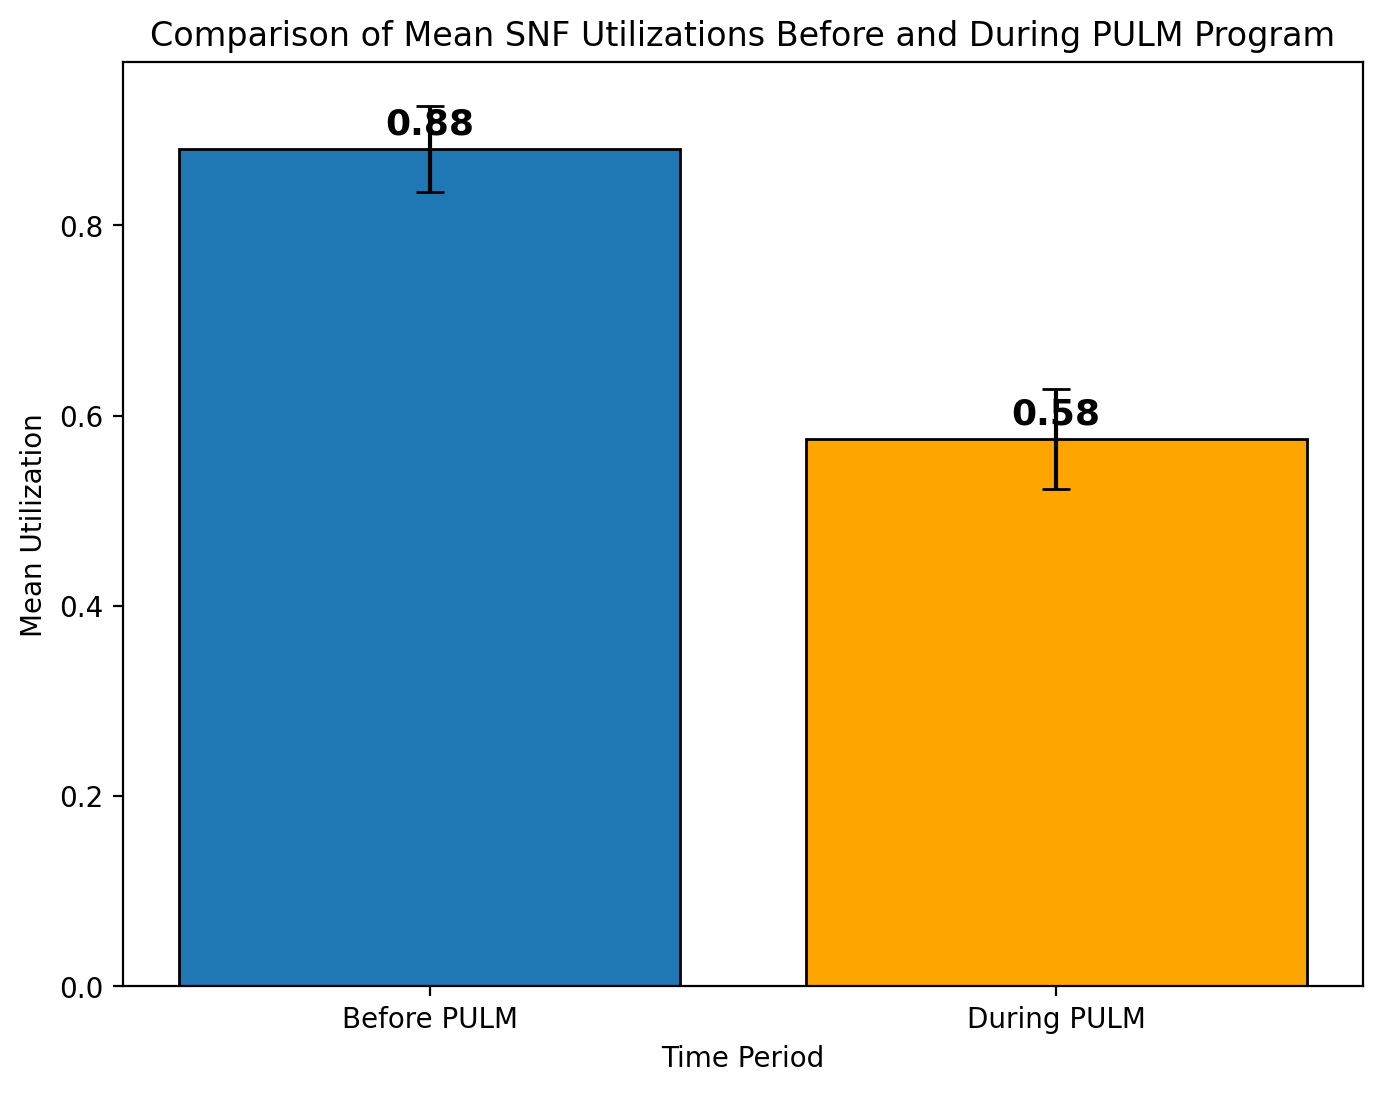 Comparison of Mean SNF Utilizations Before and During PULM Program
0.88
0.58
Mean Utilization
0.8
0.6
0.4
0.2
0.0
Before PULM
During PULM
Time Period